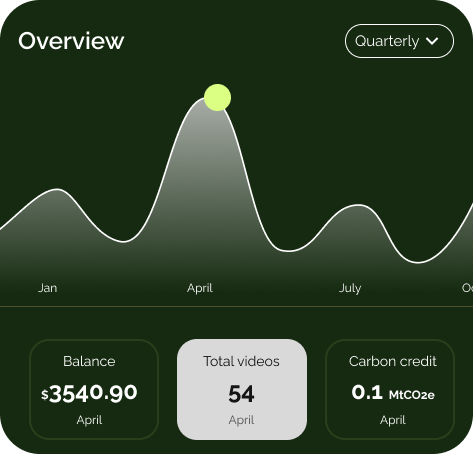 Overview
Quarterly
Jan April July Oc
Balance
$3540.90
April
Total videos
54
April
Carbon credit
0.1 MtCO2e
April